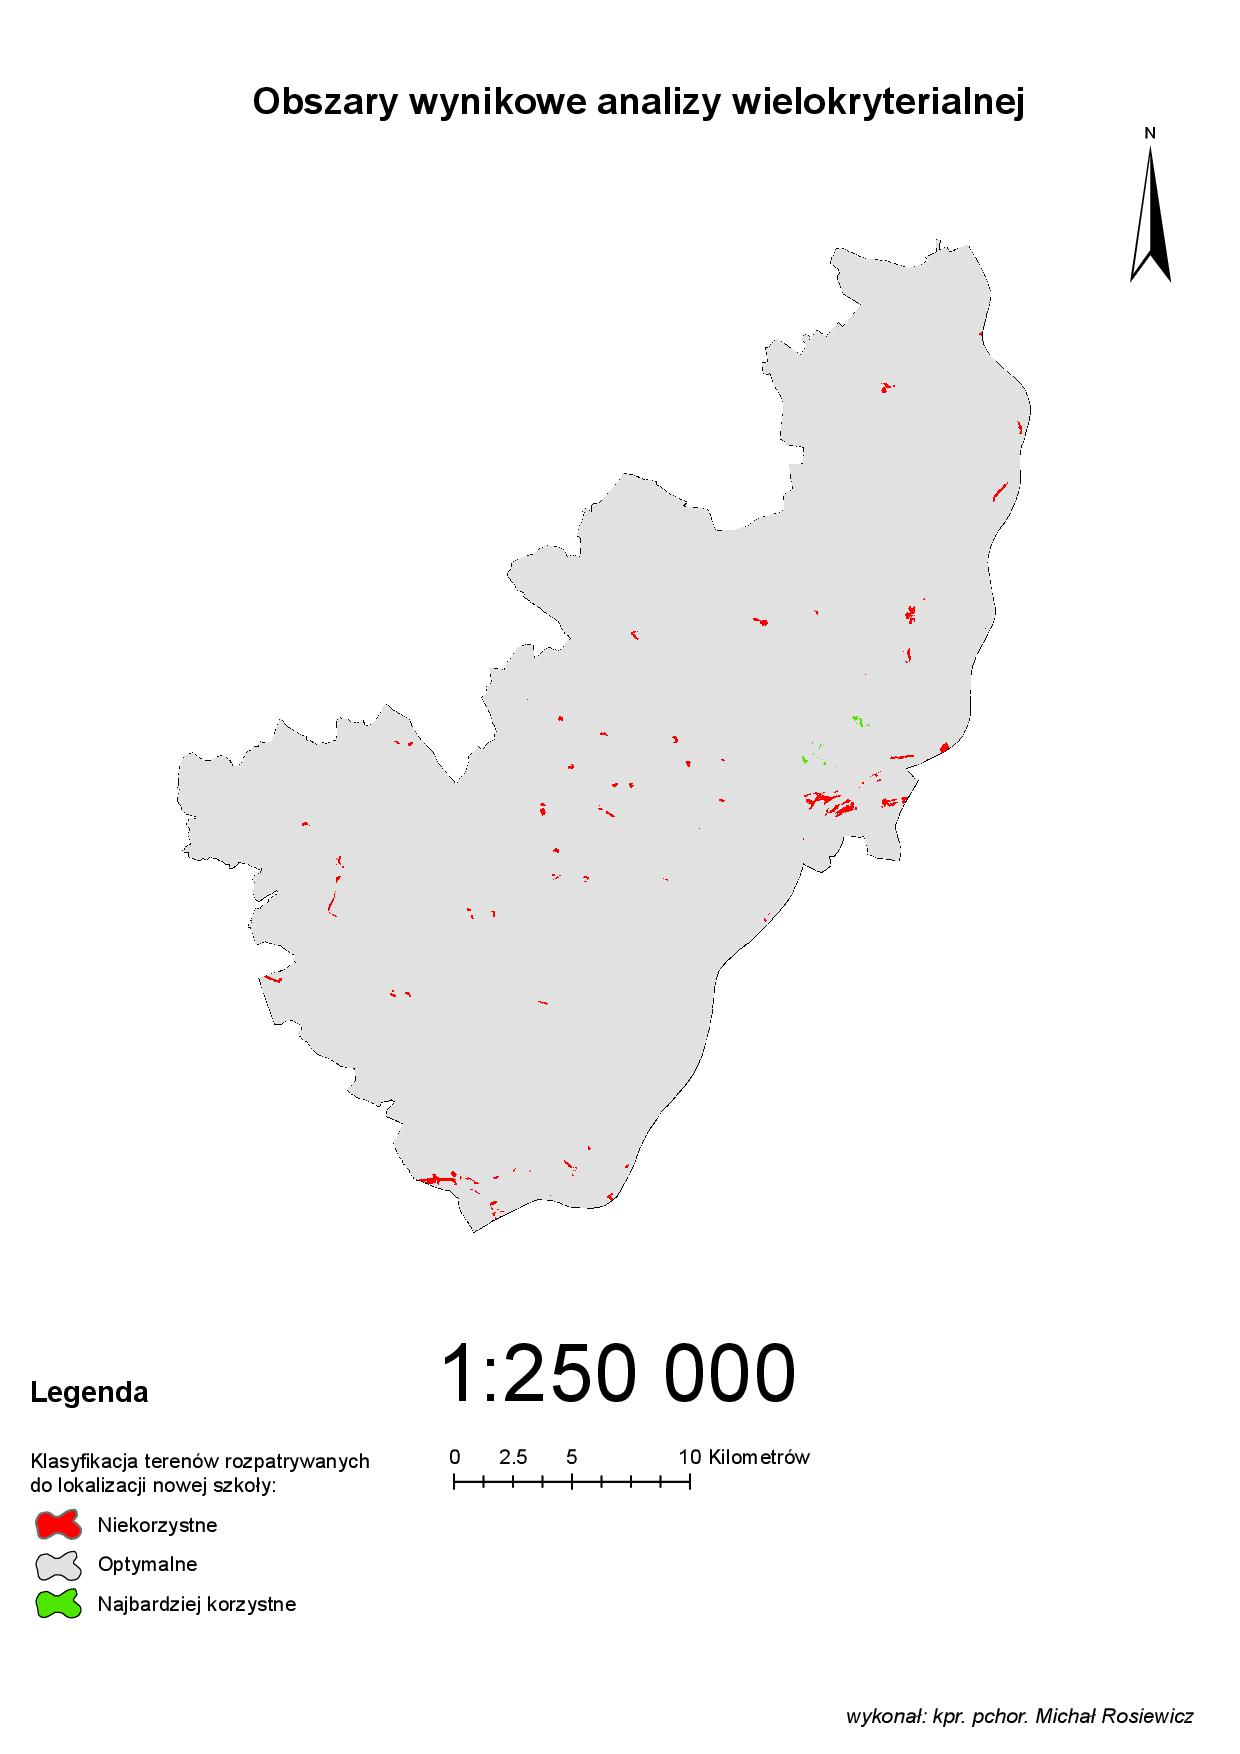 Obszary wynikowe analizy wielokryterialnej
N
1:250 000
Legenda
0 2.5 5 10 Kilometrów
Klasyfikacja terenów rozpatrywanych
do lokalizacji nowej szkoły:
Niekorzystne
Optymalne
Najbardziej korzystne
wykonał: kpr. pchor. Michał Rosiewicz